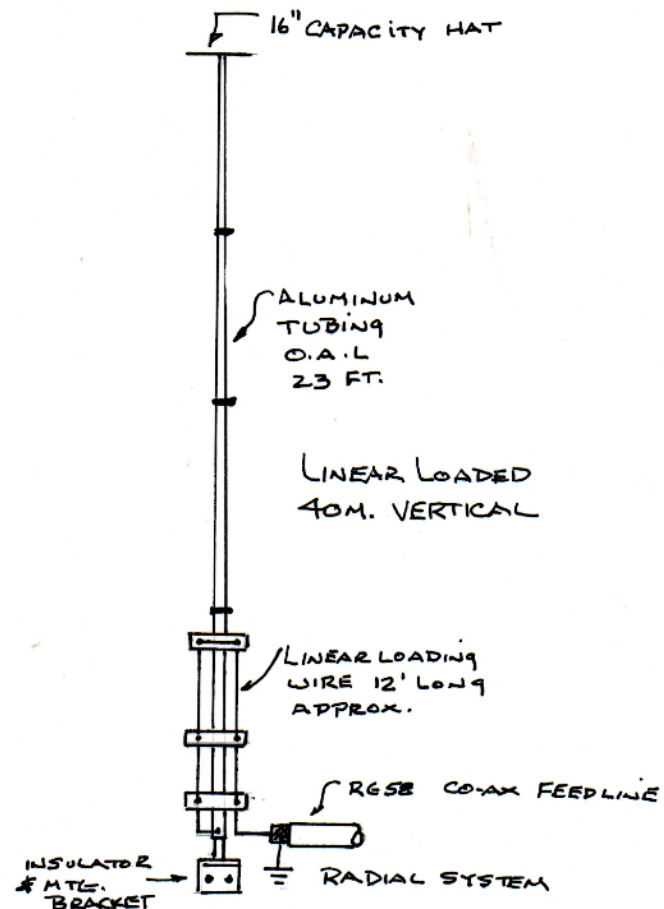 16" CAPACITY HAT
ALUMINUM
TUBING
O.A.L
23 FT.
LINEAR LOADED
40M. VERTICAL
LINEAR LOADING
WIRE 12' LONG
APPROX.
RG58 CO-AX FEEDLINE
INSULATOR
& MTG.
BRACKET
RADIAL SYSTEM